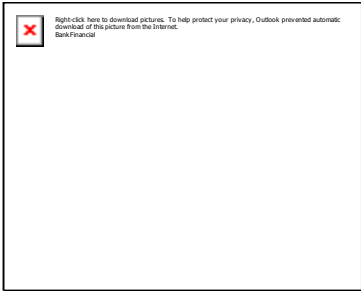 Right-click here to download pictures. To help protect your privacy, Outlook prevented automatic
download of this picture from the Internet.
BankFinancial